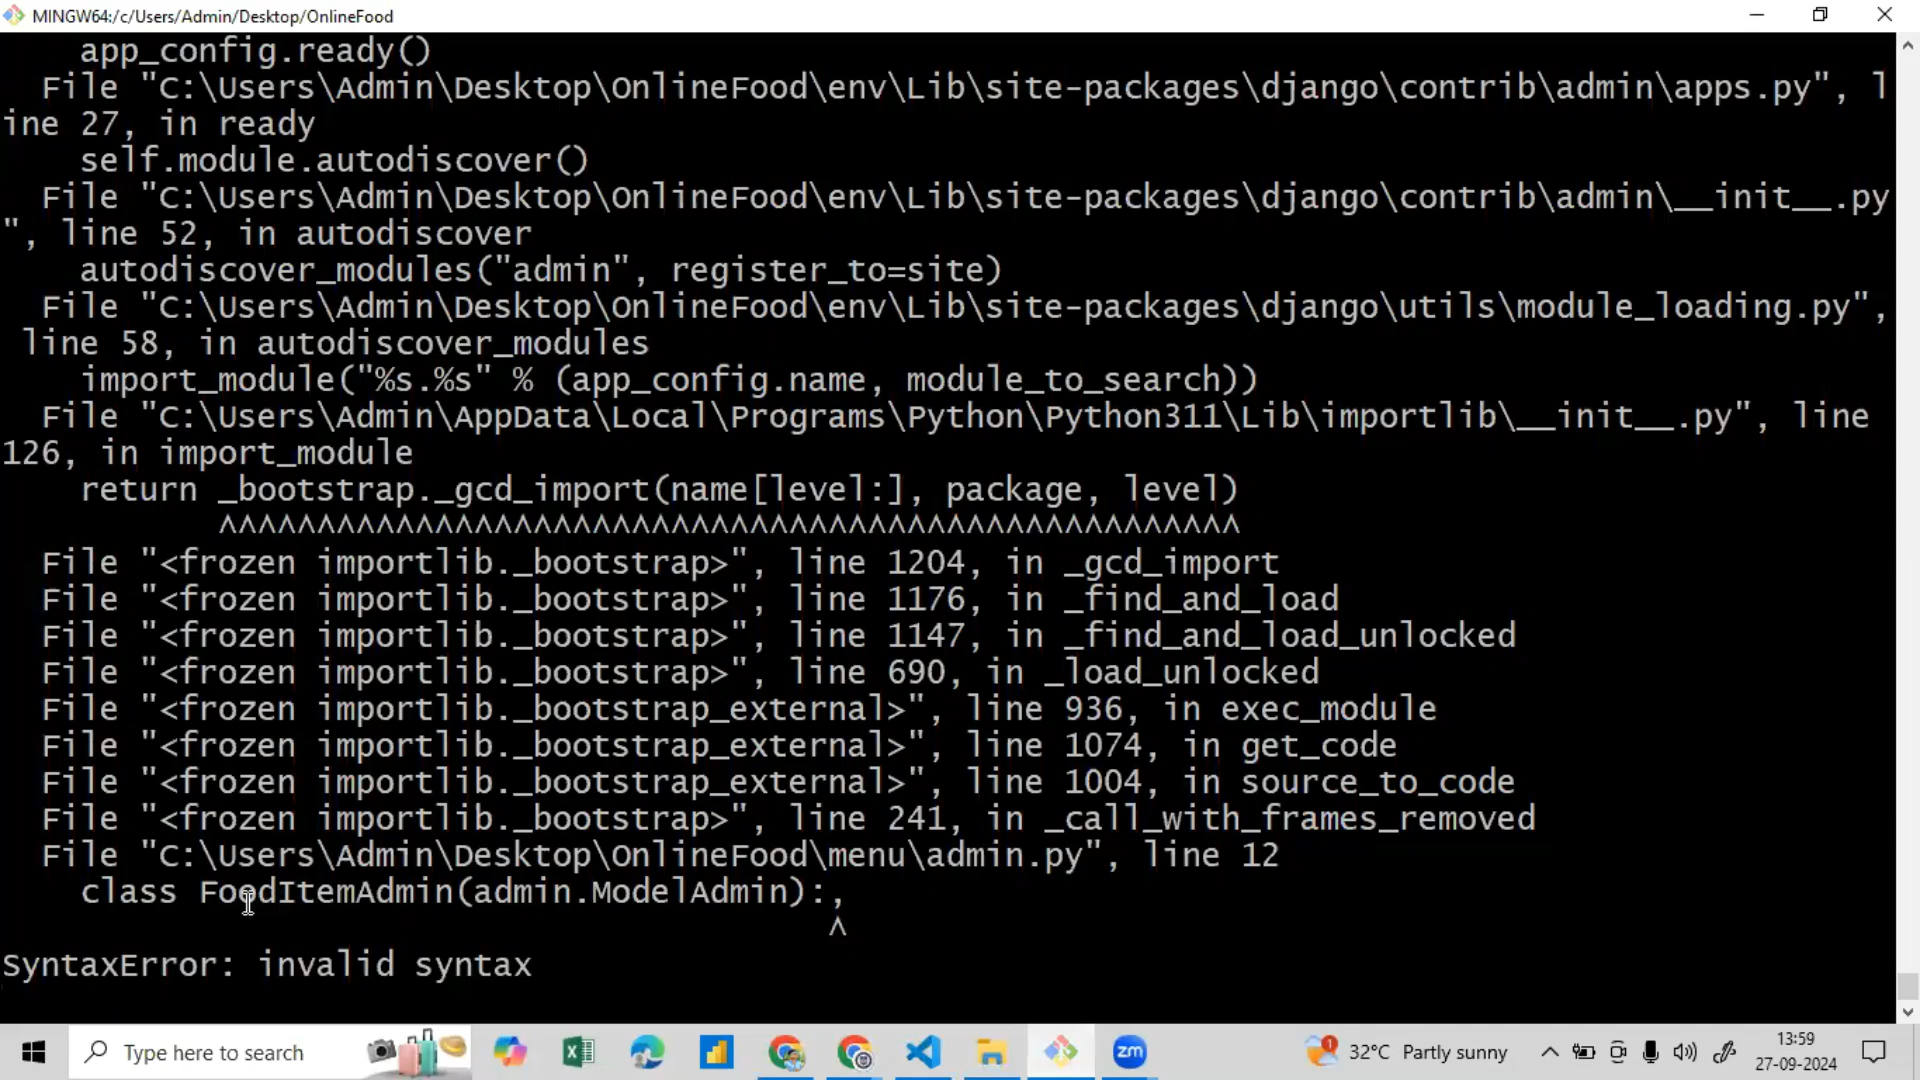 MINGW64:/c/Users/Admin/Desktop/OnlineFood
    app_config.ready()
  File "C:\Users\Admin\Desktop\OnlineFood\env\Lib\site-packages\django\contrib\admin\apps.py", l
ine 27, in ready
    self.module.autodiscover()
  File "C:\Users\Admin\Desktop\OnlineFood\env\Lib\site-packages\django\contrib\admin\__init__.py
", line 52, in autodiscover
    autodiscover_modules("admin", register_to=site)
  File "C:\Users\Admin\Desktop\OnlineFood\env\Lib\site-packages\django\utils\module_loading.py",
 line 58, in autodiscover_modules
    import_module("%s.%s" % (app_config.name, module_to_search))
  File "C:\Users\Admin\AppData\Local\Programs\Python\Python311\Lib\importlib\__init__.py", line
126, in import_module
    return _bootstrap._gcd_import(name[level:], package, level)
           ^^^^^^^^^^^^^^^^^^^^^^^^^^^^^^^^^^^^^^^^^^^^^^^^^^^^
  File "<frozen importlib._bootstrap>", line 1204, in _gcd_import
  File "<frozen importlib._bootstrap>", line 1176, in _find_and_load
  File "<frozen importlib._bootstrap>", line 1147, in _find_and_load_unlocked
  File "<frozen importlib._bootstrap>", line 690, in _load_unlocked
  File "<frozen importlib._bootstrap_external>", line 936, in exec_module
  File "<frozen importlib._bootstrap_external>", line 1074, in get_code
  File "<frozen importlib._bootstrap_external>", line 1004, in source_to_code
  File "<frozen importlib._bootstrap>", line 241, in _call_with_frames_removed
  File "C:\Users\Admin\Desktop\OnlineFood\menu\admin.py", line 12
    class FoodItemAdmin(admin.ModelAdmin):,
                                          ^
SyntaxError: invalid syntax
Type here to search
zm
1
32°C Partly sunny
13:59
27-09-2024